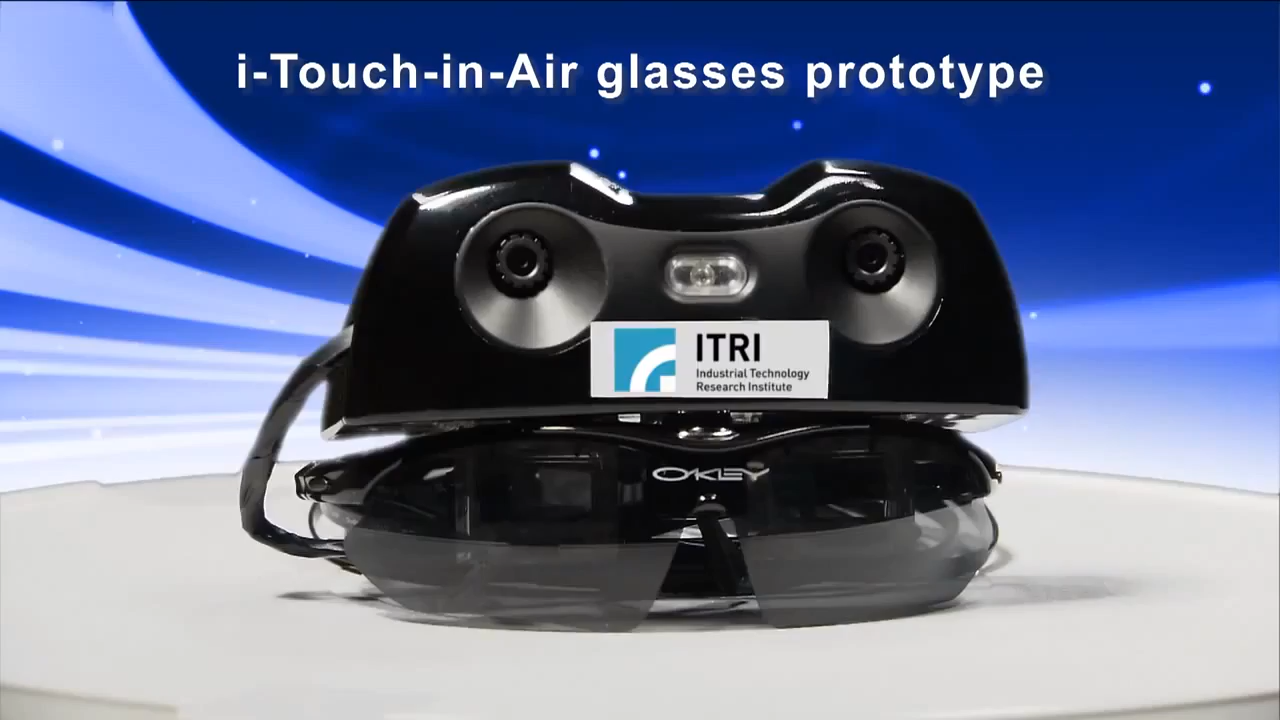 i-Touch-in-Air glasses prototype
ITRI
Industrial Technology
Research Institute
OAKLEY